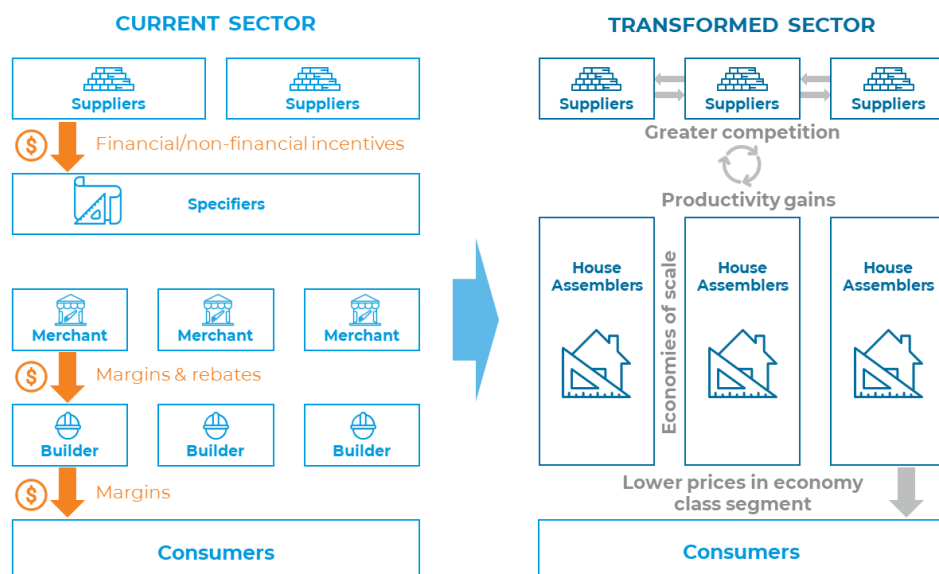 CURRENT SECTOR
Suppliers
Suppliers
$
Financial/non-financial incentives
Specifiers
Merchant
Merchant
Merchant
$
Margins & rebates
Builder
Builder
Builder
$
Margins
Consumers
TRANSFORMED SECTOR
Suppliers
Suppliers
Suppliers
Greater competition
Productivity gains
House
Assemblers
Economies of scale
House
Assemblers
House
Assemblers
Lower prices in economy
class segment
Consumers